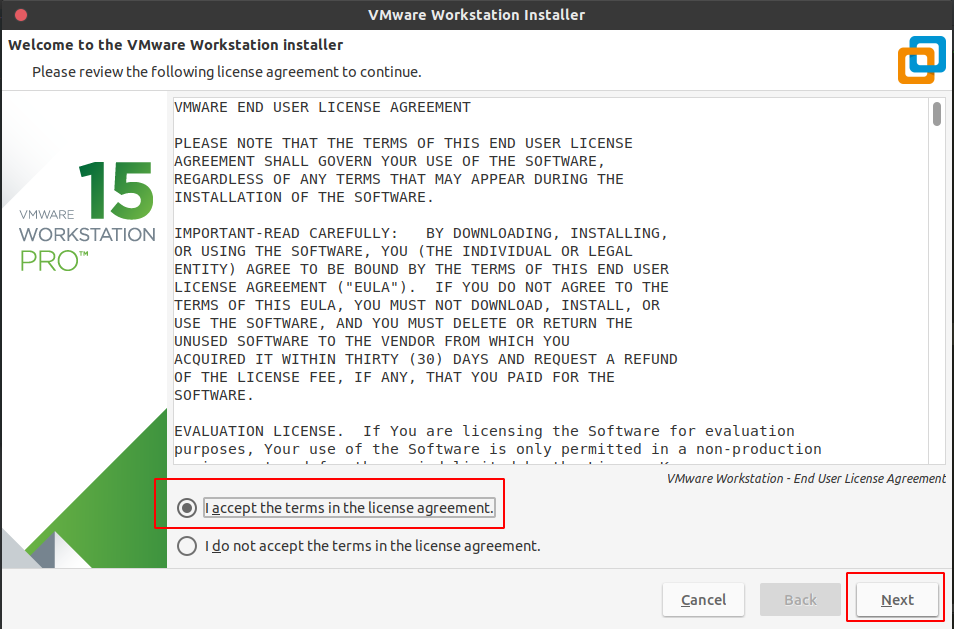 VMware Workstation Installer
Welcome to the VMware Workstation installer
Please review the following license agreement to continue.
15
VMWARE
WORKSTATION
PRO™
VMWARE END USER LICENSE AGREEMENT
PLEASE NOTE THAT THE TERMS OF THIS END USER LICENSE
AGREEMENT SHALL GOVERN YOUR USE OF THE SOFTWARE,
REGARDLESS OF ANY TERMS THAT MAY APPEAR DURING THE
INSTALLATION OF THE SOFTWARE.
IMPORTANT-READ CAREFULLY:   BY DOWNLOADING, INSTALLING,
OR USING THE SOFTWARE, YOU (THE INDIVIDUAL OR LEGAL
ENTITY) AGREE TO BE BOUND BY THE TERMS OF THIS END USER
LICENSE AGREEMENT ("EULA").  IF YOU DO NOT AGREE TO THE
TERMS OF THIS EULA, YOU MUST NOT DOWNLOAD, INSTALL, OR
USE THE SOFTWARE, AND YOU MUST DELETE OR RETURN THE
UNUSED SOFTWARE TO THE VENDOR FROM WHICH YOU
ACQUIRED IT WITHIN THIRTY (30) DAYS AND REQUEST A REFUND
OF THE LICENSE FEE, IF ANY, THAT YOU PAID FOR THE
SOFTWARE.
EVALUATION LICENSE.  If You are licensing the Software for evaluation
purposes, Your use of the Software is only permitted in a non-production
VMware Workstation - End User License Agreement
I accept the terms in the license agreement.
I do not accept the terms in the license agreement.
Cancel
Back
Next